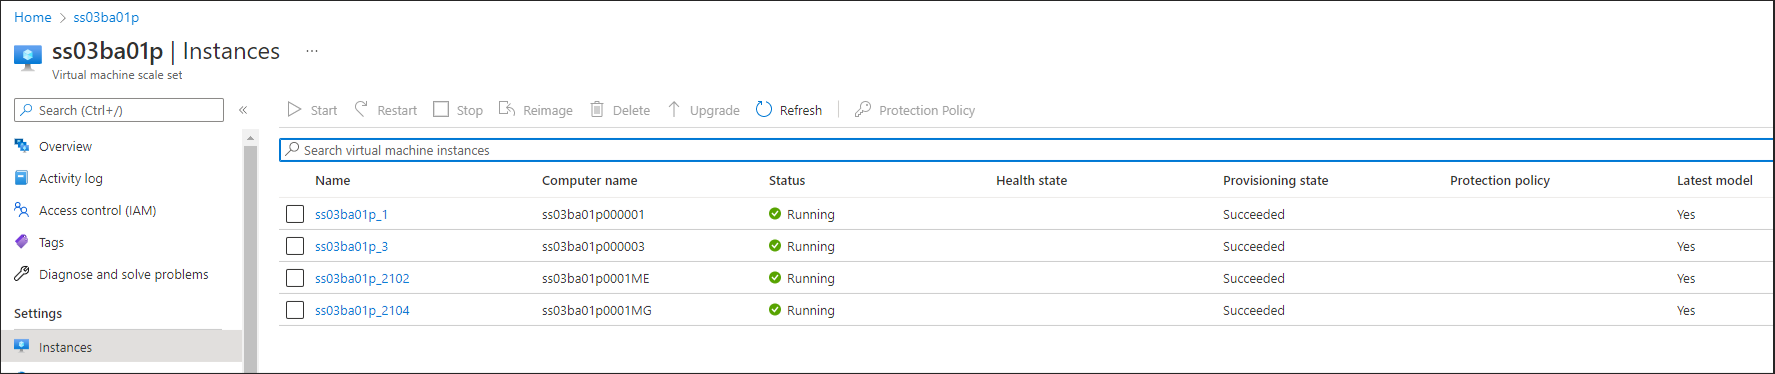 Home > ss03ba01p
ss03ba01p | Instances ...
Virtual machine scale set
Search (Ctrl+/) «
Overview
Activity log
Access control (IAM)
Tags
Diagnose and solve problems
Settings
Instances
Start Restart Stop Reimage Delete Upgrade Refresh Protection Policy
Search virtual machine instances
Name Computer name Status Health state Provisioning state Protection policy Latest model
ss03ba01p_1 ss03ba01p000001 Running Succeeded Yes
ss03ba01p_3 ss03ba01p000003 Running Succeeded Yes
ss03ba01p_2102 ss03ba01p0001ME Running Succeeded Yes
ss03ba01p_2104 ss03ba01p0001MG Running Succeeded Yes